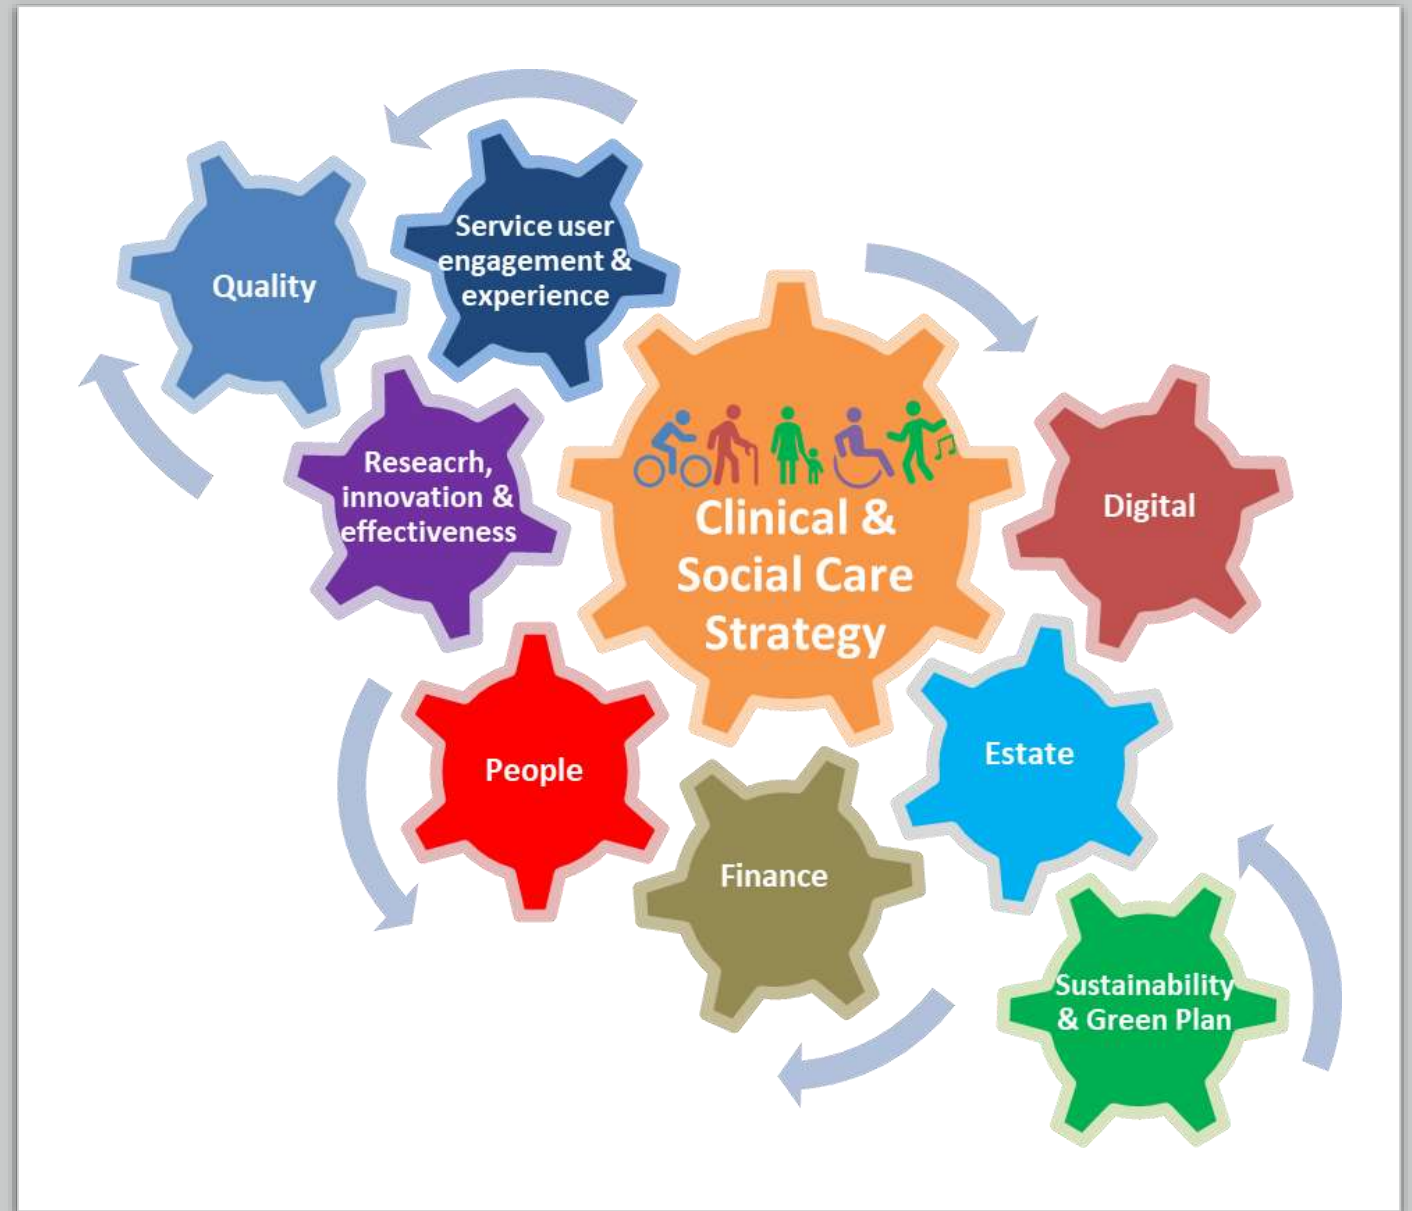 Service user
engagement &
experience
Quality
Reseacrh,
innovation &
effectiveness
Clinical &
Social Care
Strategy
Digital
People
Estate
Finance
Sustainability
& Green Plan